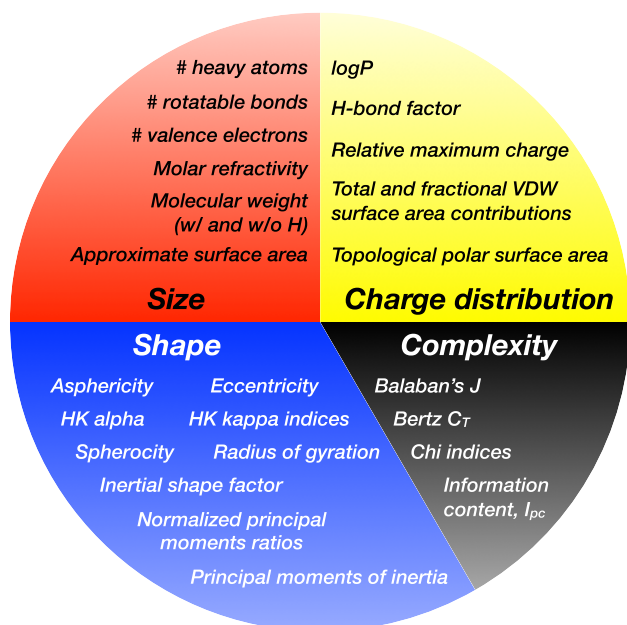 # heavy atoms
# rotatable bonds
# valence electrons
Molar refractivity
Molecular weight
(w/ and w/o H)
Approximate surface area
Size
logP
H-bond factor
Relative maximum charge
Total and fractional VDW
surface area contributions
Topological polar surface area
Charge distribution
Shape
Asphericity
Eccentricity
HK alpha
HK kappa indices
Spherocity
Radius of gyration
Inertial shape factor
Normalized principal
moments ratios
Principal moments of inertia
Complexity
Balaban's J
Bertz C_T
Chi indices
Information
content, I_pc